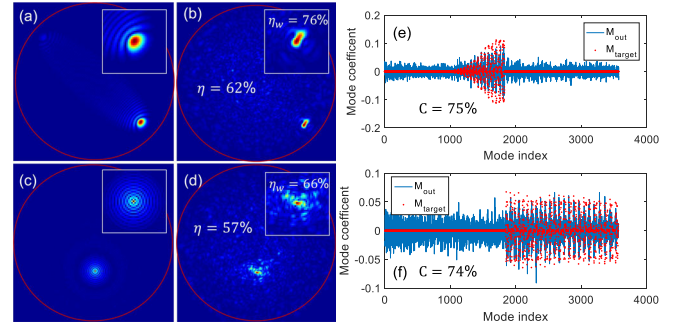 (a)
(b)
η_w = 76%
η = 62%
(c)
(d)
η_w = 66%
η = 57%
(e)
Mode coefficent
0.2
0.1
0
-0.1
-0.2
M_out
M_target
C = 75%
0 1000 2000 3000 4000
Mode index
Mode coefficent
0.1
0.05
0
-0.05
-0.1
M_out
M_target
(f)
C = 74%
0 1000 2000 3000 4000
Mode index